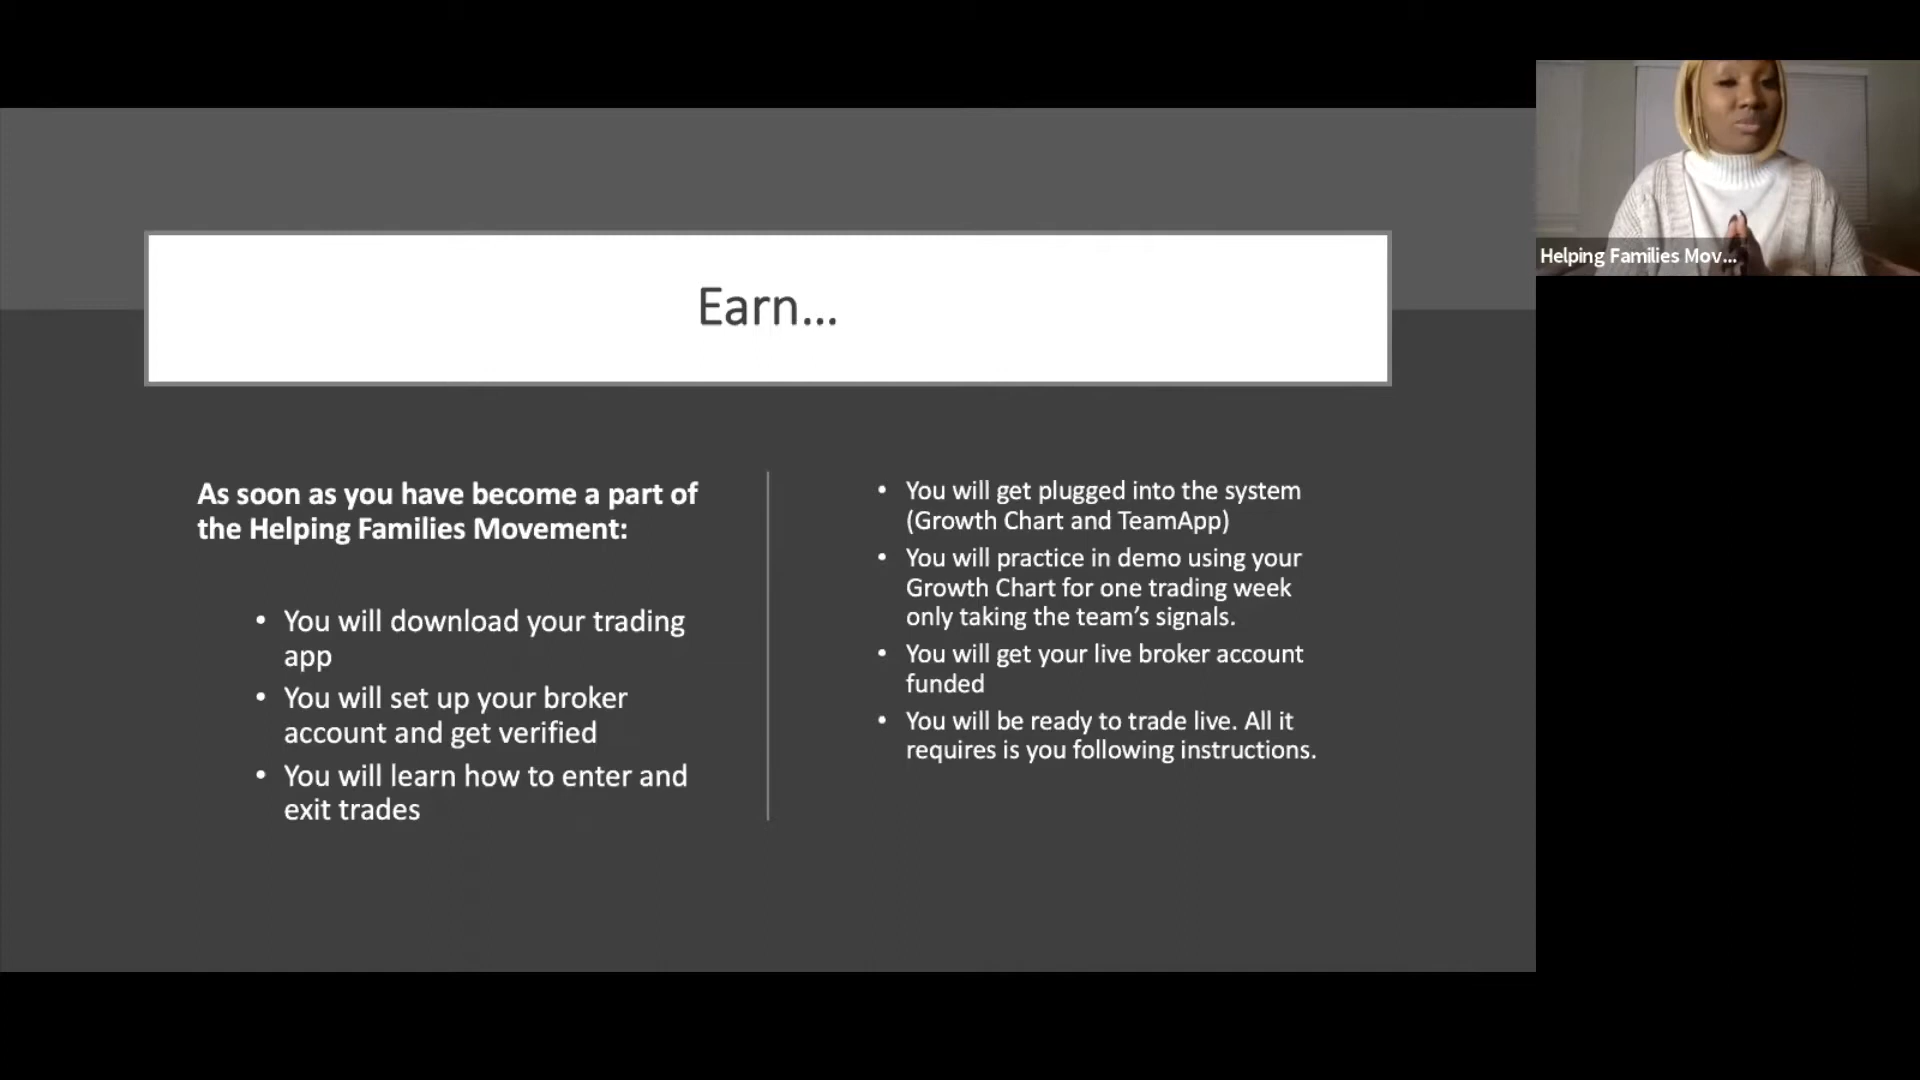 Earn...
As soon as you have become a part of
the Helping Families Movement:
• You will download your trading
app
• You will set up your broker
account and get verified
• You will learn how to enter and
exit trades
• You will get plugged into the system
(Growth Chart and TeamApp)
• You will practice in demo using your
Growth Chart for one trading week
only taking the team’s signals.
• You will get your live broker account
funded
• You will be ready to trade live. All it
requires is you following instructions.
Helping Families Mov...